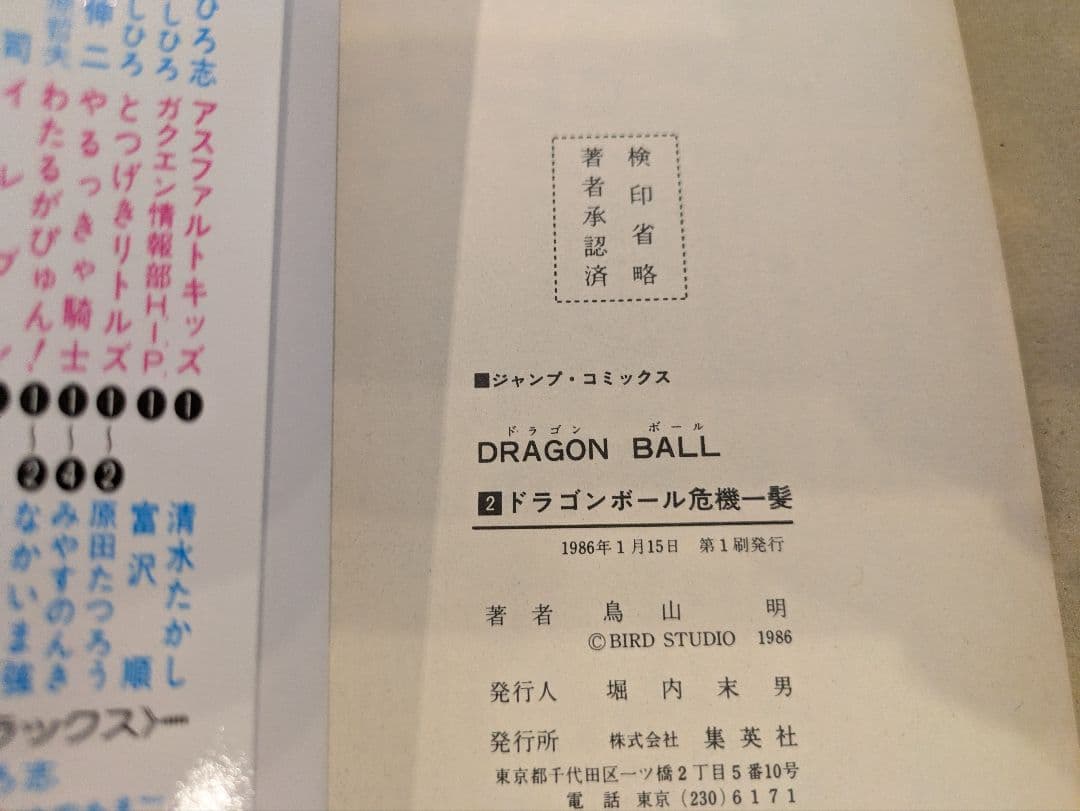 アスファルトキッズ ❶ 清水たかし
ガクエン情報部H.I.P. ❶ 富沢 順
とつげきリトルズ ❶〜❷ 原田たつろう
やるっきゃ騎士 ❶〜❹ みやすのんき
わたるがぴゅん! ❶〜❷ なかいま強
検印省略
著者承認済
■ジャンプ・コミックス
ドラゴン ボール
DRAGON BALL
2 ドラゴンボール危機一髪
1986年1月15日 第1刷発行
著者 鳥山 明
©BIRD STUDIO 1986
発行人 堀内末男
発行所 株式会社 集英社
東京都千代田区一ツ橋2丁目5番10号
電話 東京 (230) 6171